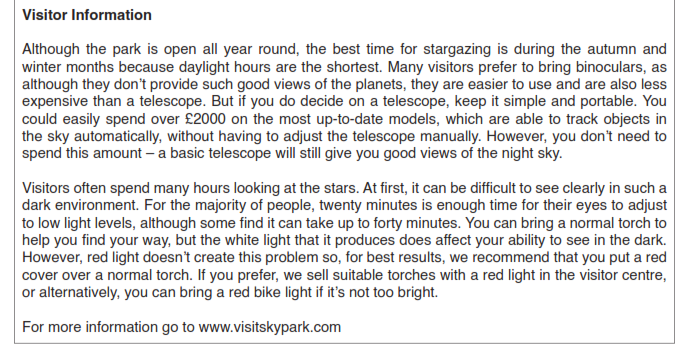 Visitor Information
Although the park is open all year round, the best time for stargazing is during the autumn and
winter months because daylight hours are the shortest. Many visitors prefer to bring binoculars, as
although they don't provide such good views of the planets, they are easier to use and are also less
expensive than a telescope. But if you do decide on a telescope, keep it simple and portable. You
could easily spend over £2000 on the most up-to-date models, which are able to track objects in
the sky automatically, without having to adjust the telescope manually. However, you don't need to
spend this amount – a basic telescope will still give you good views of the night sky.
Visitors often spend many hours looking at the stars. At first, it can be difficult to see clearly in such a
dark environment. For the majority of people, twenty minutes is enough time for their eyes to adjust
to low light levels, although some find it can take up to forty minutes. You can bring a normal torch to
help you find your way, but the white light that it produces does affect your ability to see in the dark.
However, red light doesn't create this problem so, for best results, we recommend that you put a red
cover over a normal torch. If you prefer, we sell suitable torches with a red light in the visitor centre,
or alternatively, you can bring a red bike light if it's not too bright.
For more information go to www.visitskypark.com